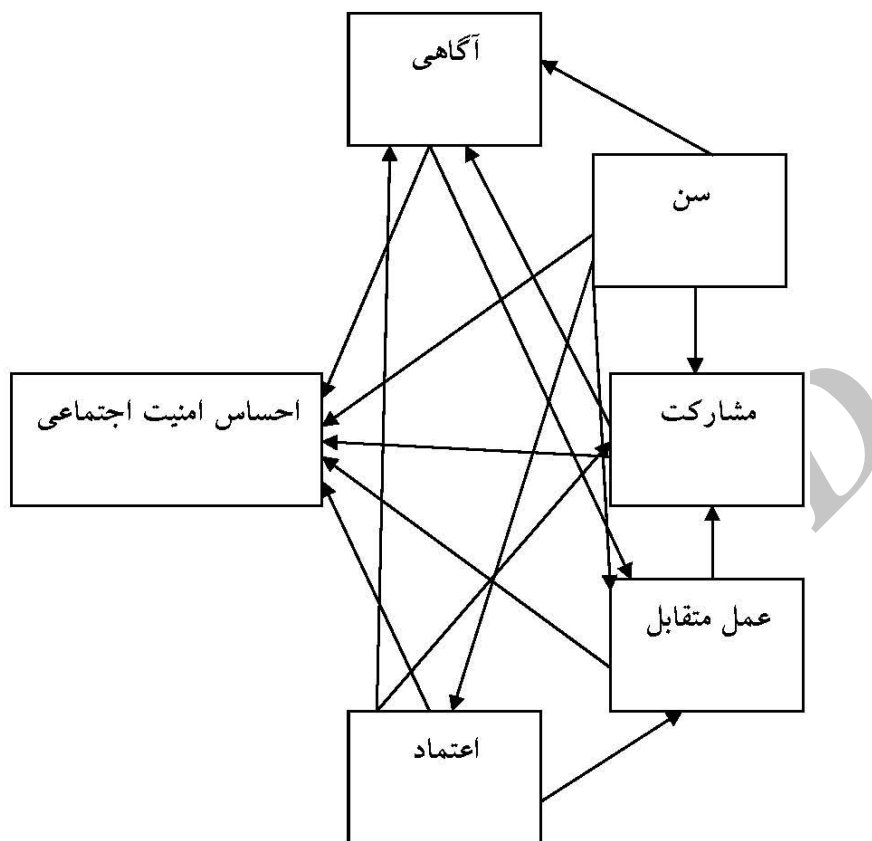 آگاهی
سن
احساس امنیت اجتماعی
مشارکت
عمل متقابل
اعتماد
D